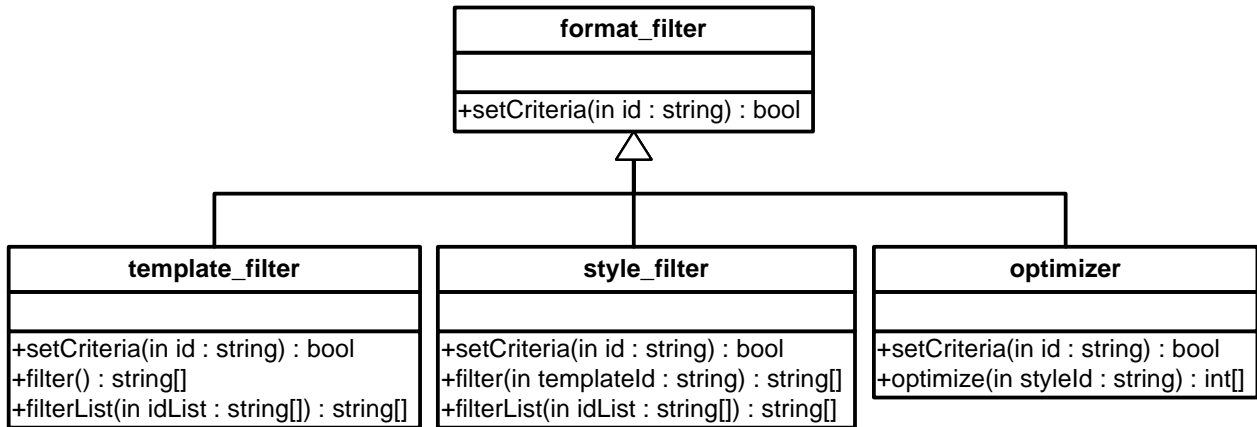 format_filter
+setCriteria(in id : string) : bool
template_filter
+setCriteria(in id : string) : bool
+filter() : string[]
+filterList(in idList : string[]) : string[]
style_filter
+setCriteria(in id : string) : bool
+filter(in templateId : string) : string[]
+filterList(in idList : string[]) : string[]
optimizer
+setCriteria(in id : string) : bool
+optimize(in styleId : string) : int[]